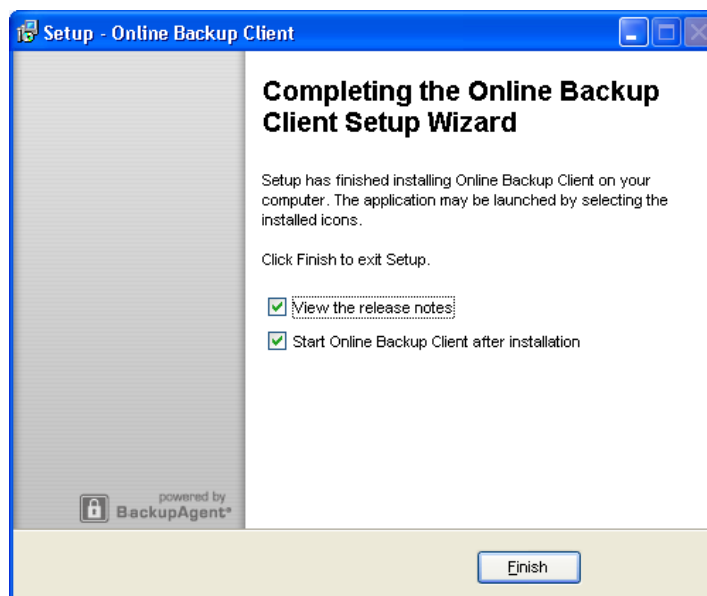 Setup - Online Backup Client
Completing the Online Backup
Client Setup Wizard
Setup has finished installing Online Backup Client on your
computer. The application may be launched by selecting the
installed icons.
Click Finish to exit Setup.
View the release notes
Start Online Backup Client after installation
powered by
BackupAgent®
Finish